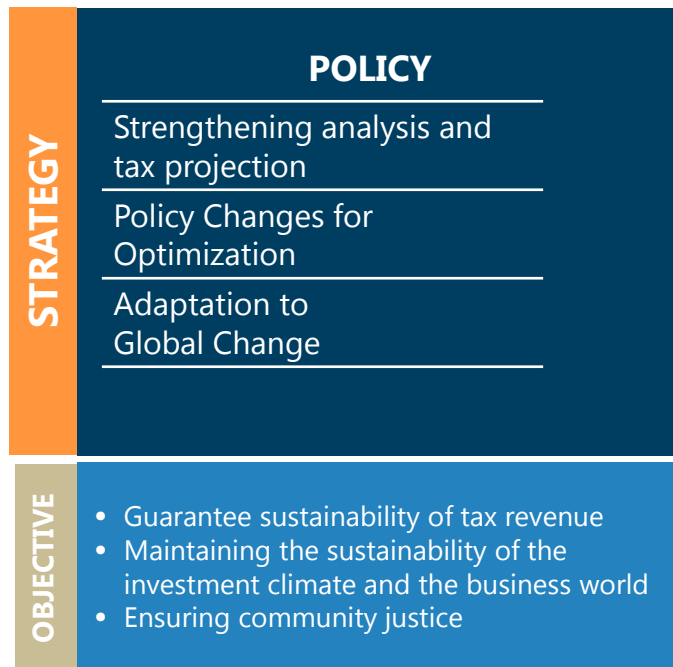 STRATEGY
POLICY
Strengthening analysis and
tax projection
Policy Changes for
Optimization
Adaptation to
Global Change
OBJECTIVE
• Guarantee sustainability of tax revenue
• Maintaining the sustainability of the
investment climate and the business world
• Ensuring community justice